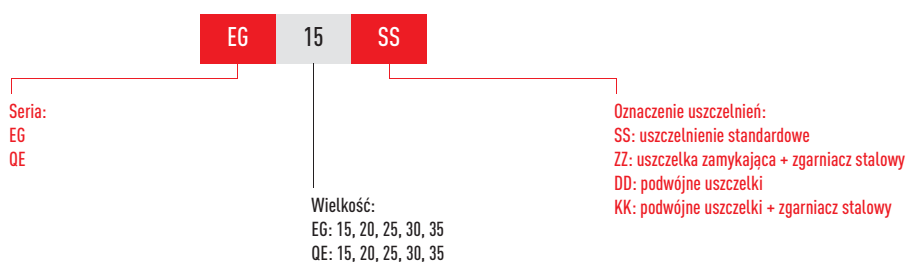 EG 15 SS
Seria:
EG
QE
Oznaczenie uszczelnień:
SS: uszczelnienie standardowe
ZZ: uszczelka zamykająca + zgarniacz stalowy
DD: podwójne uszczelki
KK: podwójne uszczelki + zgarniacz stalowy
Wielkość:
EG: 15, 20, 25, 30, 35
QE: 15, 20, 25, 30, 35